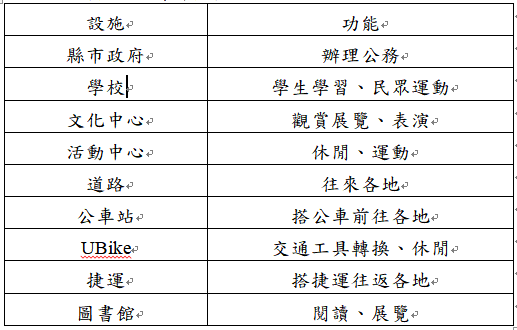 設施 功能
縣市政府 辦理公務
學校 學生學習、民眾運動
文化中心 觀賞展覽、表演
活動中心 休閒、運動
道路 往來各地
公車站 搭公車前往各地
UBike 交通工具轉換、休閒
捷運 搭捷運往返各地
圖書館 閱讀、展覽